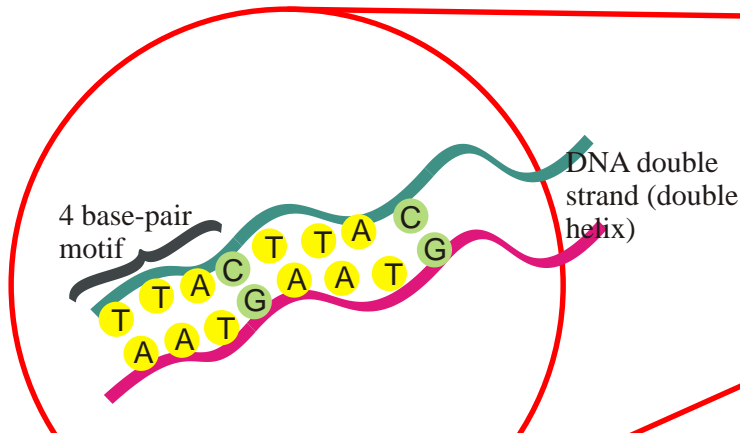 DNA double
strand (double
helix)
4 base-pair
motif
T T A C T T A C
A A T G A A T G